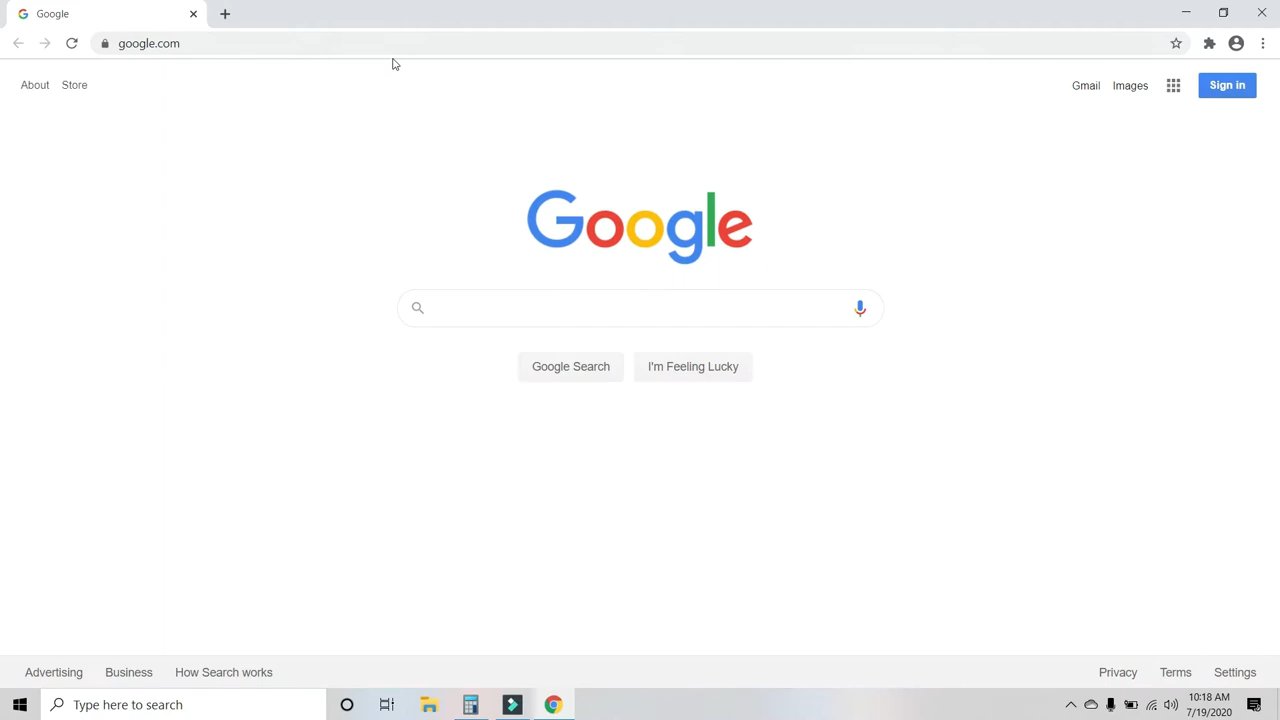 Google
google.com
About Store
Gmail Images Sign in
Google
Google Search I'm Feeling Lucky
Advertising Business How Search works
Privacy Terms Settings
Type here to search
10:18 AM
7/19/2020